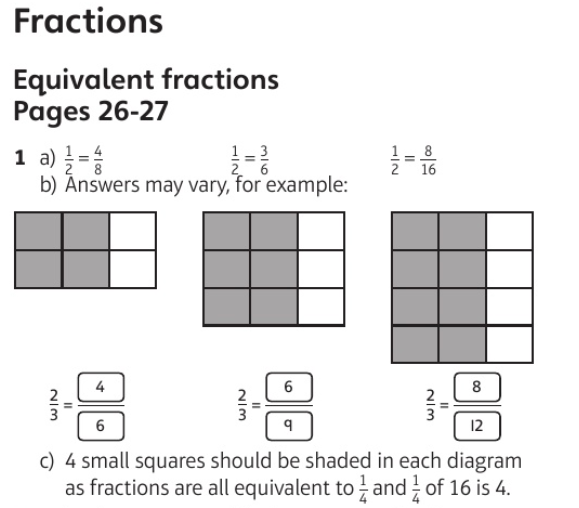 Fractions
Equivalent fractions
Pages 26-27
1 a) 1/2 = 4/8 1/2 = 3/6 1/2 = 8/16
b) Answers may vary, for example:
2/3 = 4/6 2/3 = 6/9 2/3 = 8/12
c) 4 small squares should be shaded in each diagram
as fractions are all equivalent to 1/4 and 1/4 of 16 is 4.